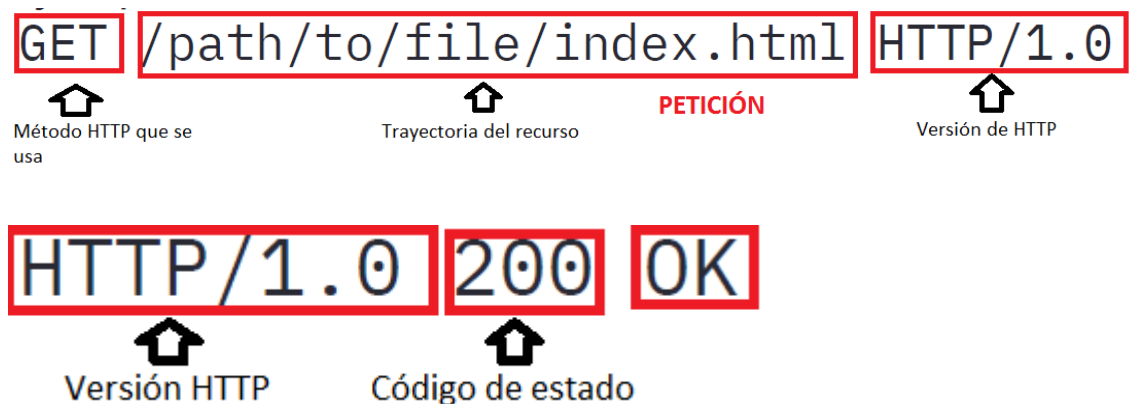 GET /path/to/file/index.html HTTP/1.0
PETICIÓN
Método HTTP que se
usa
Trayectoria del recurso
Versión de HTTP
HTTP/1.0 200 OK
Versión HTTP
Código de estado